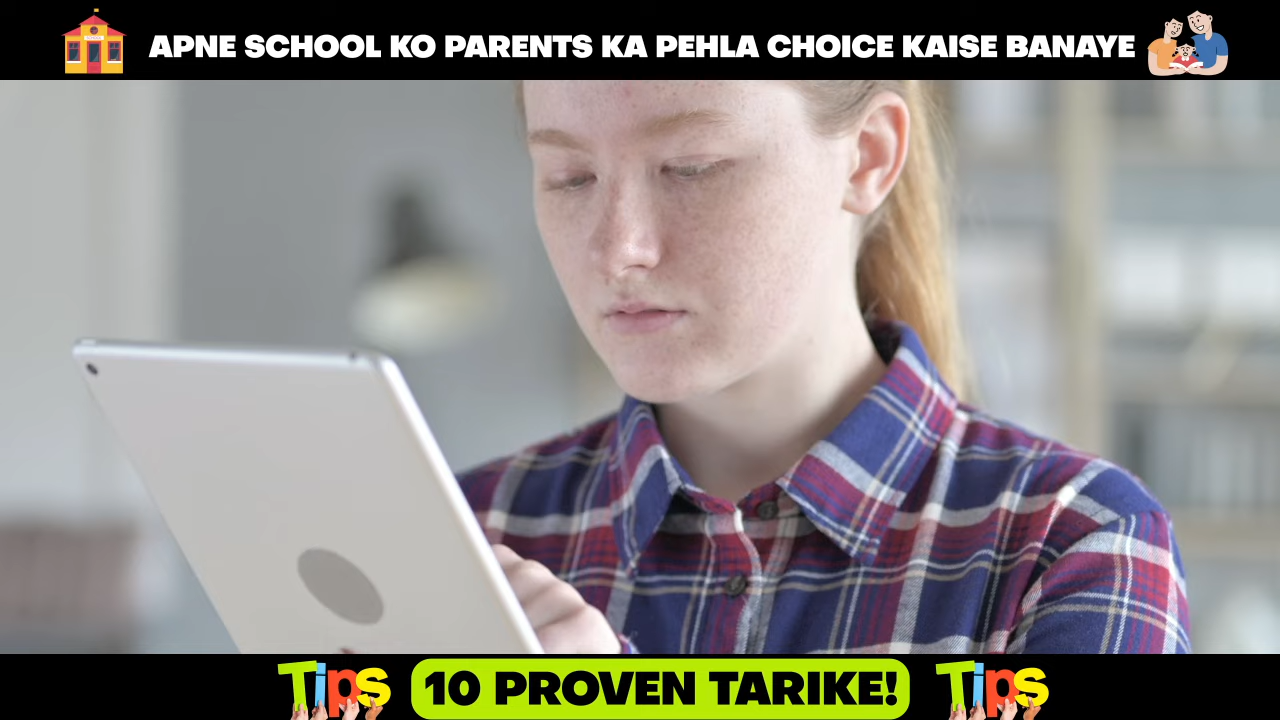 APNE SCHOOL KO PARENTS KA PEHLA CHOICE KAISE BANAYE
Tips 10 PROVEN TARIKE! Tips